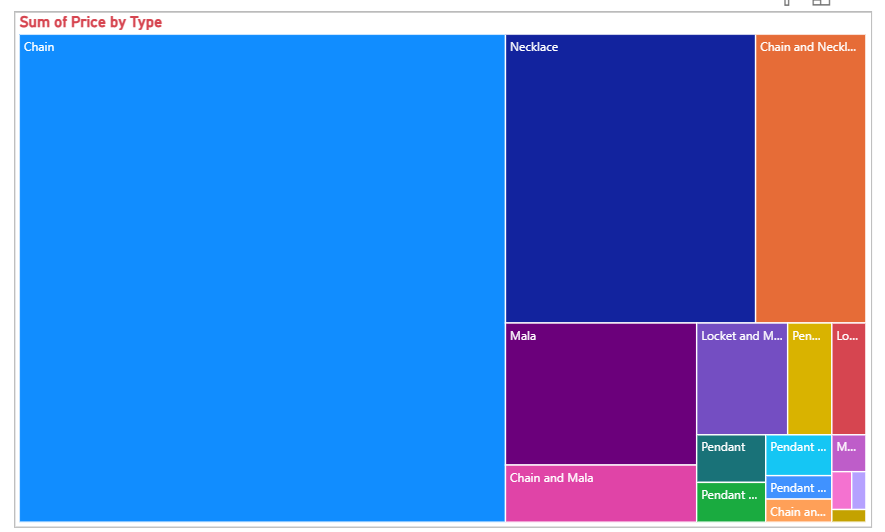 Sum of Price by Type
Chain
Necklace
Chain and Neckl...
Mala
Locket and M...
Pen...
Lo...
Chain and Mala
Pendant
Pendant ...
M...
Pendant ...
Pendant ...
Chain an...